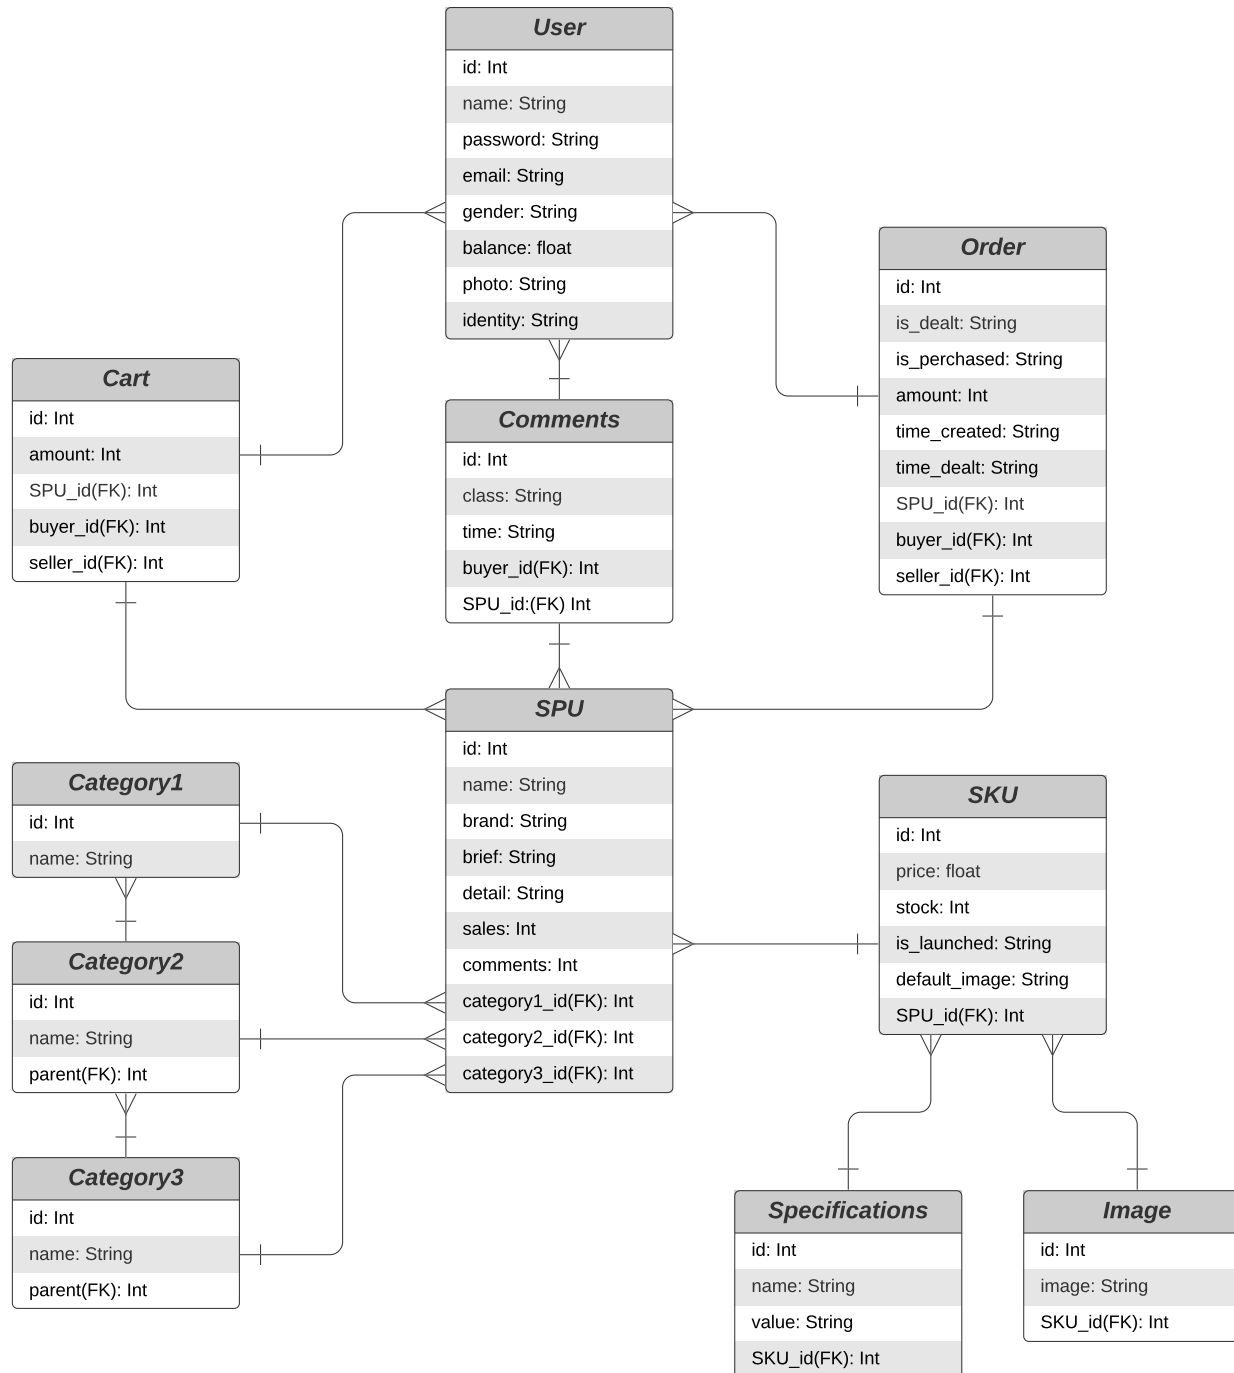 User
id: Int
name: String
password: String
email: String
gender: String
balance: float
photo: String
identity: String
Order
id: Int
is_dealt: String
is_perchased: String
amount: Int
time_created: String
time_dealt: String
SPU_id(FK): Int
buyer_id(FK): Int
seller_id(FK): Int
Cart
id: Int
amount: Int
SPU_id(FK): Int
buyer_id(FK): Int
seller_id(FK): Int
Comments
id: Int
class: String
time: String
buyer_id(FK): Int
SPU_id:(FK) Int
SPU
id: Int
name: String
brand: String
brief: String
detail: String
sales: Int
comments: Int
category1_id(FK): Int
category2_id(FK): Int
category3_id(FK): Int
Category1
id: Int
name: String
Category2
id: Int
name: String
parent(FK): Int
Category3
id: Int
name: String
parent(FK): Int
SKU
id: Int
price: float
stock: Int
is_launched: String
default_image: String
SPU_id(FK): Int
Specifications
id: Int
name: String
value: String
SKU_id(FK): Int
Image
id: Int
image: String
SKU_id(FK): Int